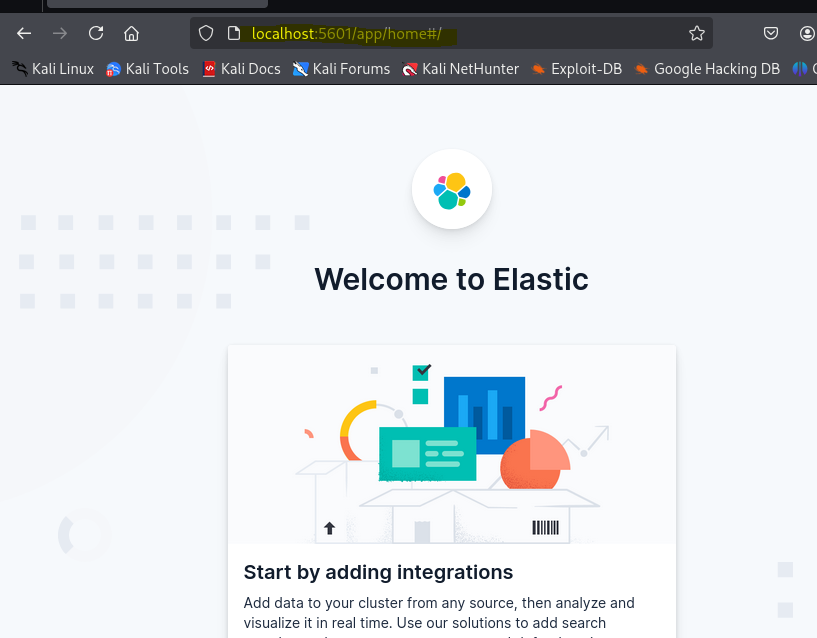 localhost:5601/app/home#/
Kali Linux Kali Tools Kali Docs Kali Forums Kali NetHunter Exploit-DB Google Hacking DB
Welcome to Elastic
Start by adding integrations
Add data to your cluster from any source, then analyze and
visualize it in real time. Use our solutions to add search